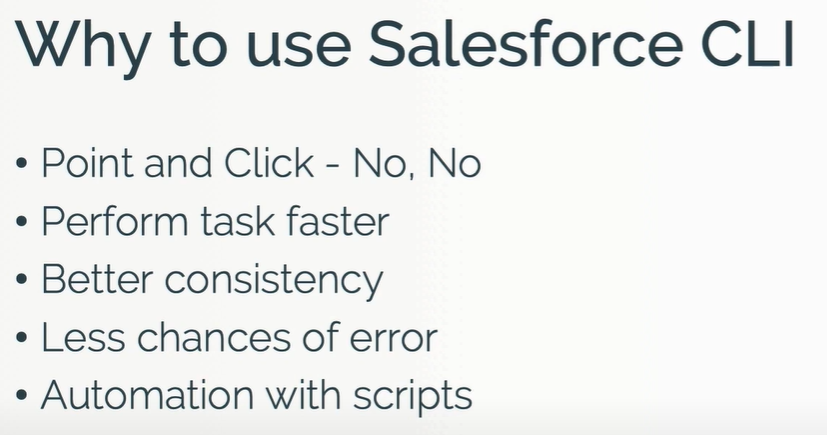 Why to use Salesforce CLI
• Point and Click - No, No
• Perform task faster
• Better consistency
• Less chances of error
• Automation with scripts